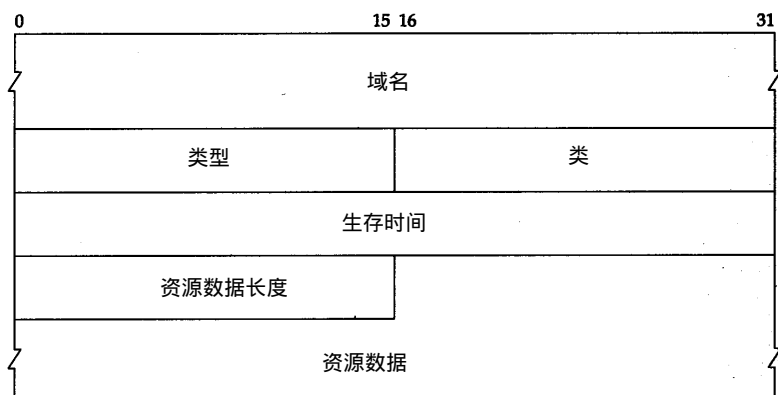 0 15 16 31
域名
类型 类
生存时间
资源数据长度
资源数据